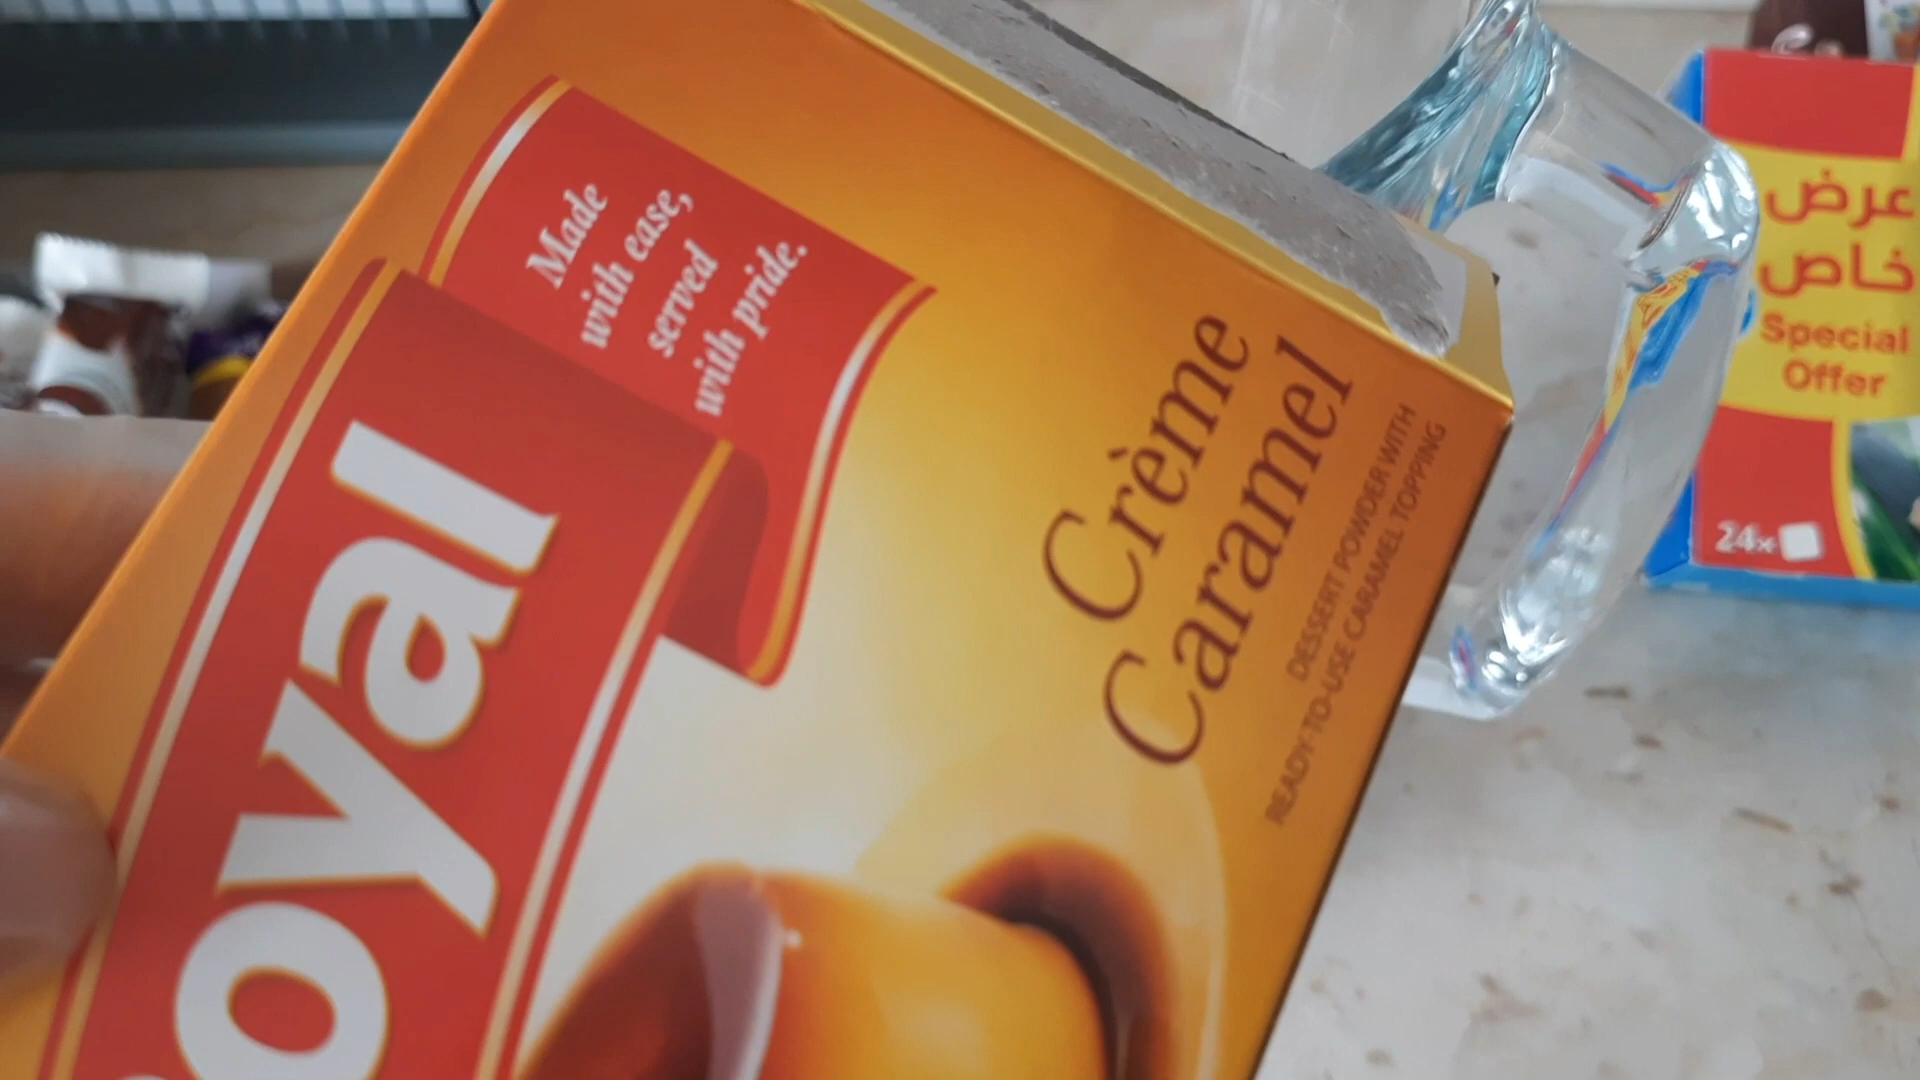 Made
with ease,
served
with pride.
oyal
Crème
Caramel
DESSERT POWDER WITH
READY-TO-USE CARAMEL TOPPING
عرض
خاص
Special
Offer
24x